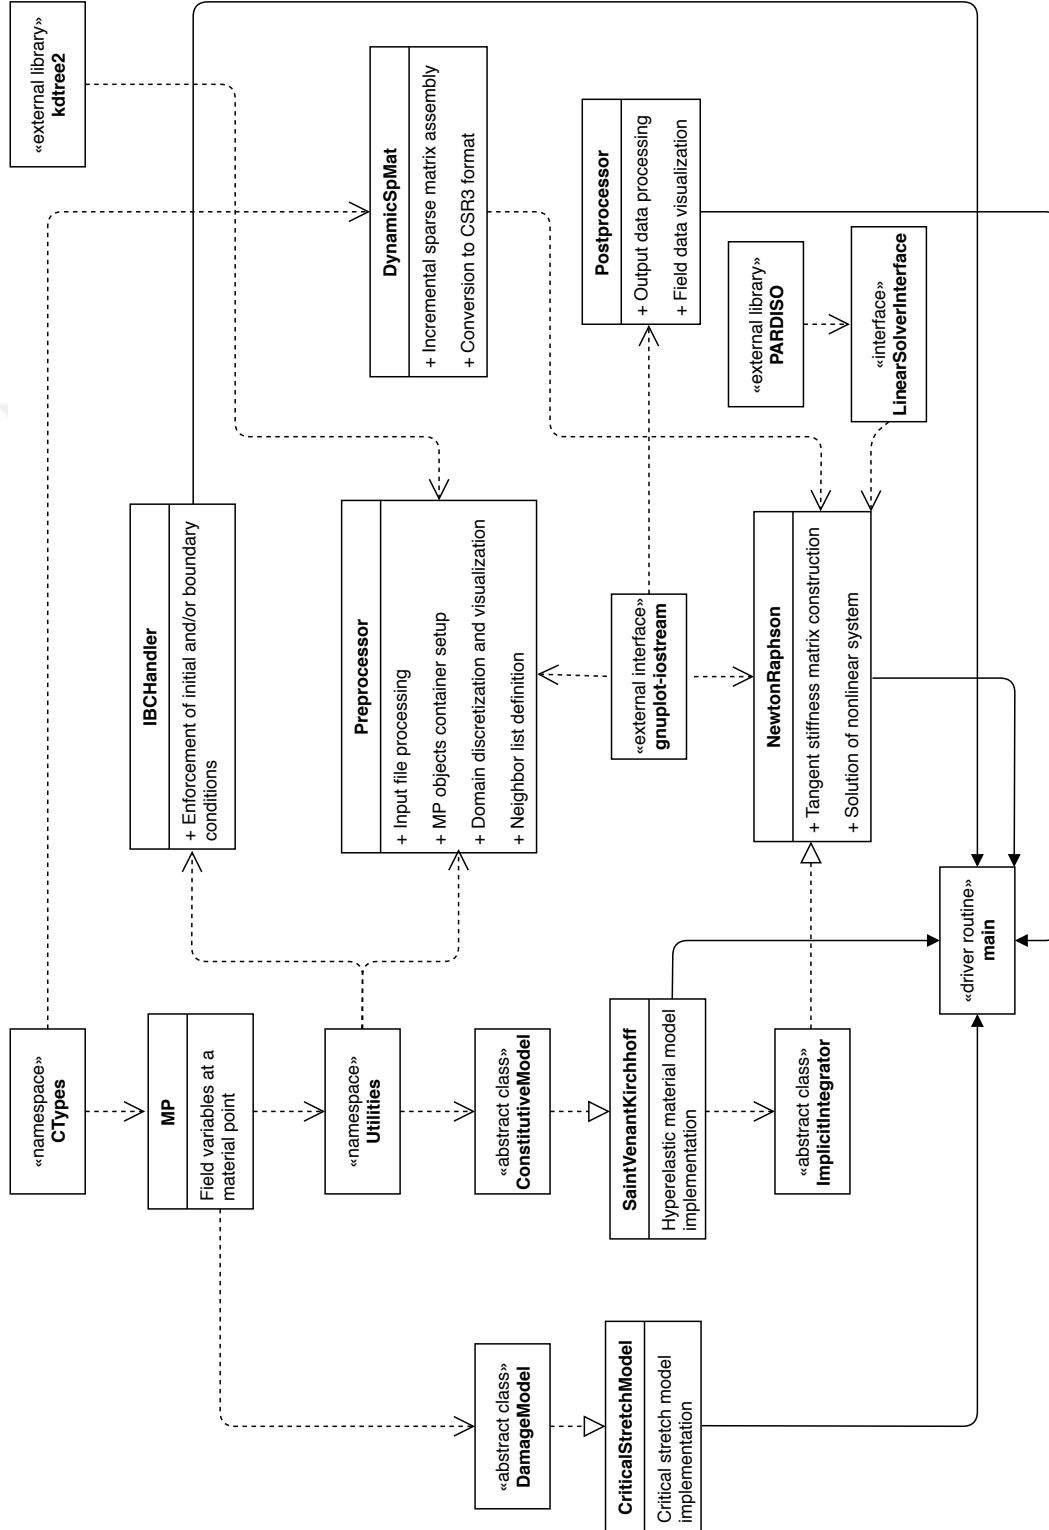 «namespace»
CTypes
MP
Field variables at a
material point
«namespace»
Utilities
«abstract class»
ConstitutiveModel
SaintVenantKirchhoff
Hyperelastic material model
implementation
«abstract class»
ImplicitIntegrator
«abstract class»
DamageModel
CriticalStretchModel
Critical stretch model
implementation
IBCHandler
+ Enforcement of initial and/or boundary
conditions
Preprocessor
+ Input file processing
+ MP objects container setup
+ Domain discretization and visualization
+ Neighbor list definition
«external interface»
gnuplot-iostream
NewtonRaphson
+ Tangent stiffness matrix construction
+ Solution of nonlinear system
«driver routine»
main
«external library»
kdtree2
DynamicSpMat
+ Incremental sparse matrix assembly
+ Conversion to CSR3 format
Postprocessor
+ Output data processing
+ Field data visualization
«external library»
PARDISO
«interface»
LinearSolverInterface